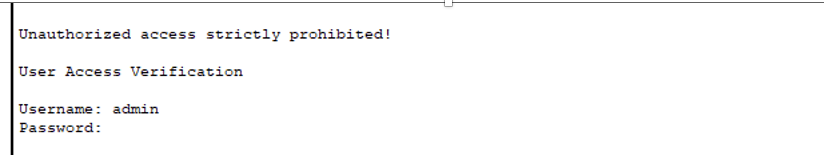 Unauthorized access strictly prohibited!
User Access Verification
Username: admin
Password: